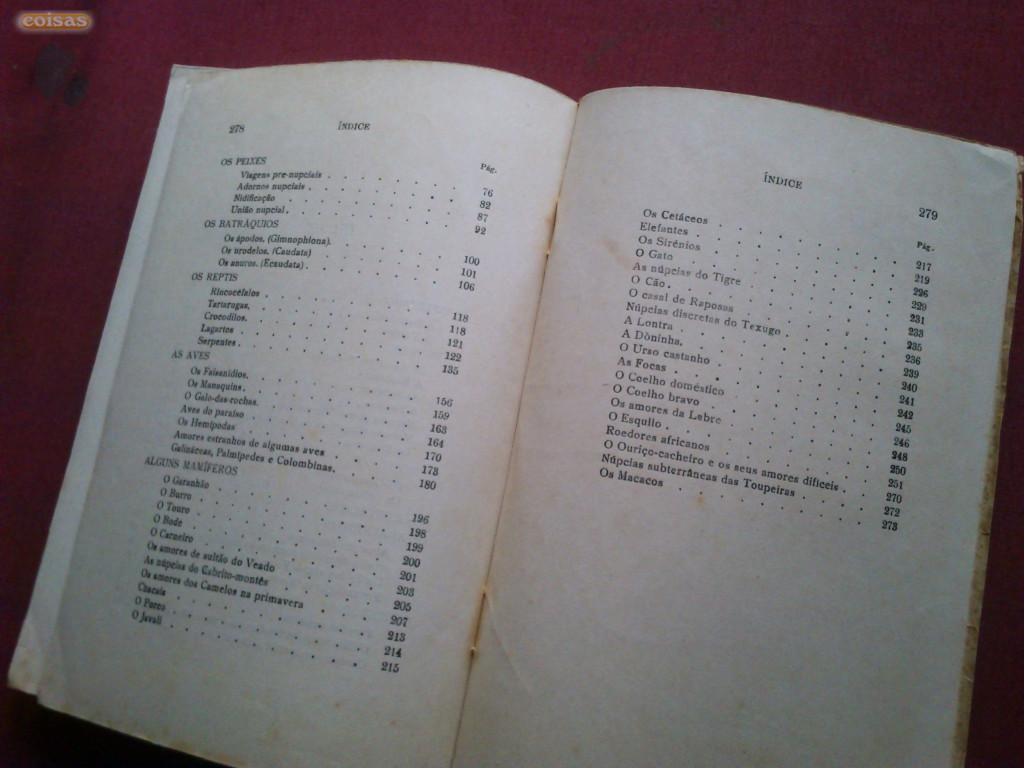 coisas
278 ÍNDICE
Pág.
OS PEIXES
Viagens pre-nupciais . . . . . 76
Adornos nupciais . . . . . 82
Nidificação . . . . . 87
União nupcial . . . . . 92
OS BATRÁQUIOS
Os ápodos. (Gimnophiona) . . . . . 100
Os urodelos. (Caudata) . . . . . 101
Os anuros. (Ecaudata) . . . . . 106
OS REPTIS
Rincocéfalos . . . . . 118
Tartarugas . . . . . 118
Crocodilos . . . . . 121
Lagartos . . . . . 122
Serpentes . . . . . 135
AS AVES
Os Faisanídios . . . . . 156
Os Manaquins . . . . . 159
O Galo-das-rochas . . . . . 163
Aves do paraíso . . . . . 164
Os Hemípodas . . . . . 170
Amores estranhos de algumas aves . . . . . 173
Galináceas, Palmípedes e Colombinas . . . . . 180
ALGUNS MAMÍFEROS
O Garanhão . . . . . 196
O Burro . . . . . 198
O Touro . . . . . 199
O Bode . . . . . 200
O Carneiro . . . . . 201
Os amores de sultão do Veado . . . . . 203
As núpcias do Cabrito-montês . . . . . 205
Os amores dos Camelos na primavera . . . . . 207
Chacais . . . . . 213
O Porco . . . . . 214
O Javali . . . . . 215
ÍNDICE 279
Pág.
Os Cetáceos . . . . . 217
Elefantes . . . . . 219
Os Sirénios . . . . . 226
O Gato . . . . . 229
As núpcias do Tigre . . . . . 231
O Cão . . . . . 233
O casal de Raposas . . . . . 235
Núpcias discretas do Texugo . . . . . 236
A Lontra . . . . . 239
A Dòninha . . . . . 240
O Urso castanho . . . . . 241
As Focas . . . . . 242
O Coelho doméstico . . . . . 245
O Coelho bravo . . . . . 246
Os amores da Lebre . . . . . 248
O Esquilo . . . . . 250
Roedores africanos . . . . . 251
O Ouriço-cacheiro e os seus amores difíceis . . . . . 270
Núpcias subterrâneas das Toupeiras . . . . . 272
Os Macacos . . . . . 273